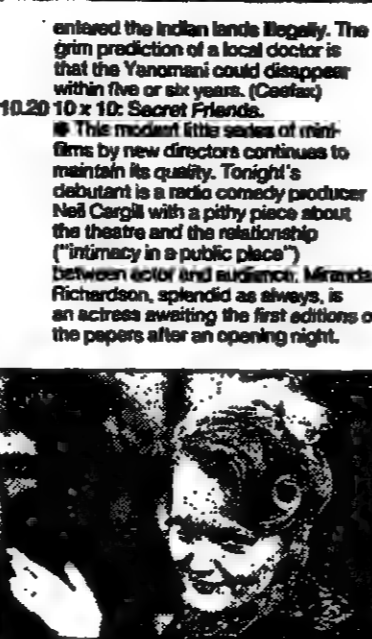 entered the Indian lands illegally. The
grim prediction of a local doctor is
that the Yanomani could disappear
within five or six years. (Ceefax)
10.20 10 x 10: Secret Friends.
● This modest little series of mini-
films by new directors continues to
maintain its quality. Tonight's
debutant is a radio comedy producer
Neil Cargill with a pithy piece about
the theatre and the relationship
("intimacy in a public place")
between actor and audience. Miranda
Richardson, splendid as always, is
an actress awaiting the first editions o
the papers after an opening night.